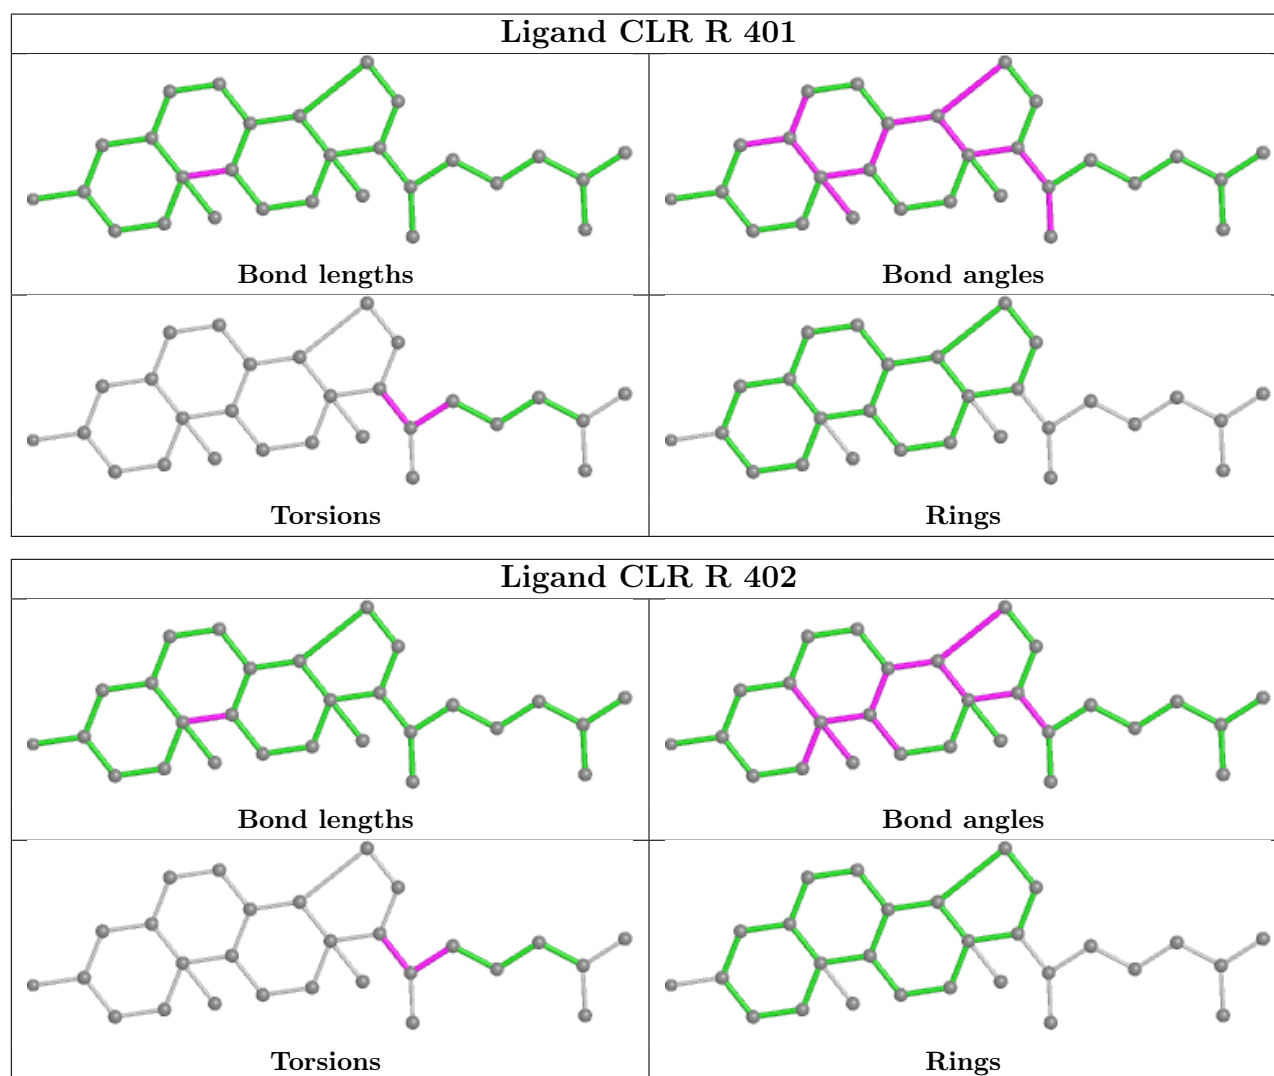 Ligand CLR R 401
Bond lengths
Bond angles
Torsions
Rings
Ligand CLR R 402
Bond lengths
Bond angles
Torsions
Rings